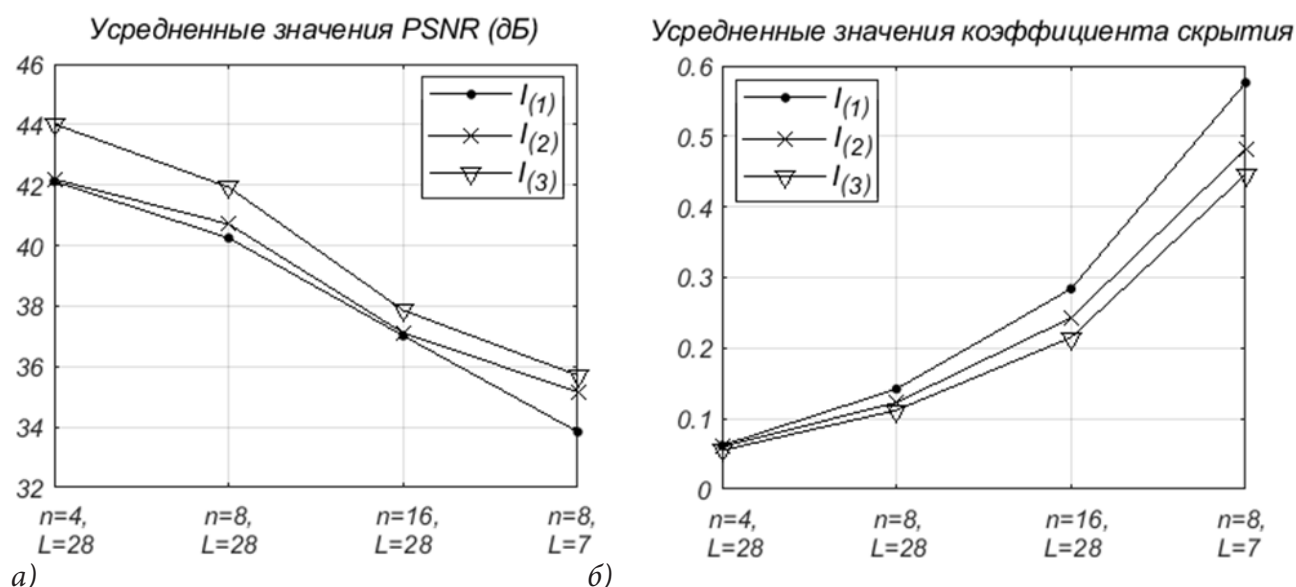 Усредненные значения PSNR (дБ)
46
44
42
40
38
36
34
32
I(1)
I(2)
I(3)
n=4, n=8, n=16, n=8,
L=28 L=28 L=28 L=7
а)
Усредненные значения коэффициента скрытия
0.6
0.5
0.4
0.3
0.2
0.1
0
I(1)
I(2)
I(3)
n=4, n=8, n=16, n=8,
L=28 L=28 L=28 L=7
б)